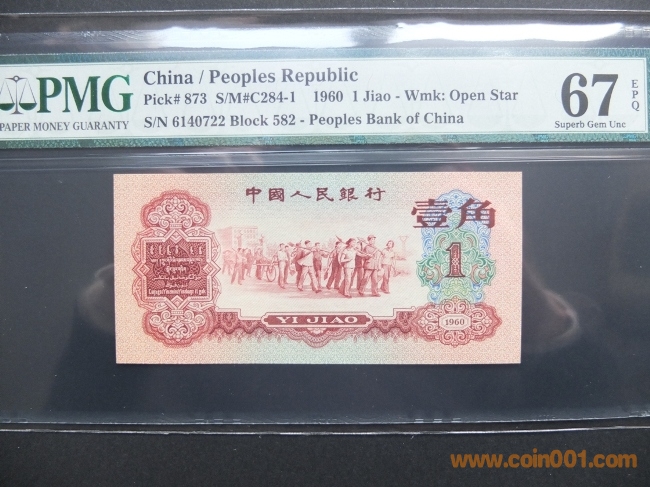 PMG
PAPER MONEY GUARANTY
China / Peoples Republic
Pick# 873 S/M#C284-1 1960 1 Jiao - Wmk: Open Star
S/N 6140722 Block 582 - Peoples Bank of China
67
EPQ
Superb Gem Unc
中國人民銀行
壹角
1
YI JIAO
1960
www.coin001.com